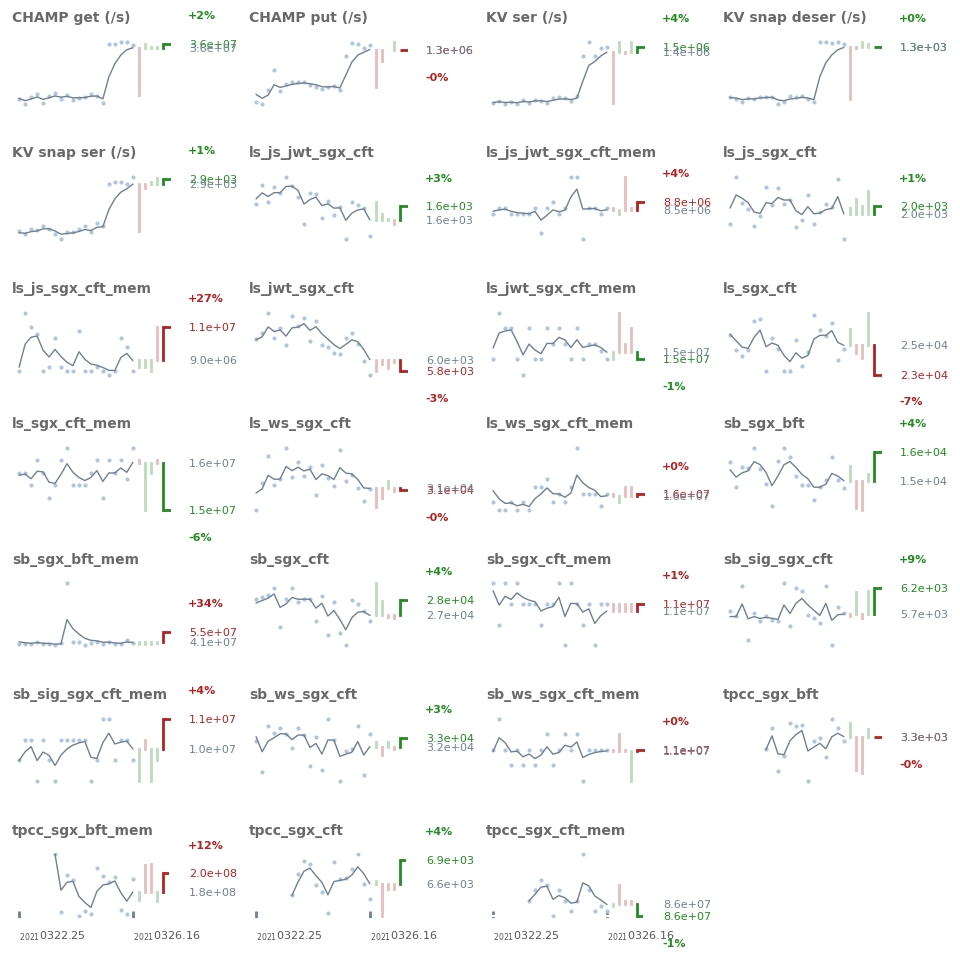 CHAMP get (/s)
+2%
3.6e+07
3.6e+07
CHAMP put (/s)
1.3e+06
-0%
KV ser (/s)
+4%
1.5e+06
1.4e+06
KV snap deser (/s)
+0%
1.3e+03
KV snap ser (/s)
+1%
2.9e+03
2.9e+03
ls_js_jwt_sgx_cft
+3%
1.6e+03
1.6e+03
ls_js_jwt_sgx_cft_mem
+4%
8.8e+06
8.5e+06
ls_js_sgx_cft
+1%
2.0e+03
2.0e+03
ls_js_sgx_cft_mem
+27%
1.1e+07
9.0e+06
ls_jwt_sgx_cft
6.0e+03
5.8e+03
-3%
ls_jwt_sgx_cft_mem
1.5e+07
1.5e+07
-1%
ls_sgx_cft
2.5e+04
2.3e+04
-7%
ls_sgx_cft_mem
1.6e+07
1.5e+07
-6%
ls_ws_sgx_cft
3.1e+04
3.1e+04
-0%
ls_ws_sgx_cft_mem
+0%
1.6e+07
1.6e+07
sb_sgx_bft
+4%
1.6e+04
1.5e+04
sb_sgx_bft_mem
+34%
5.5e+07
4.1e+07
sb_sgx_cft
+4%
2.8e+04
2.7e+04
sb_sgx_cft_mem
+1%
1.1e+07
1.1e+07
sb_sig_sgx_cft
+9%
6.2e+03
5.7e+03
sb_sig_sgx_cft_mem
+4%
1.1e+07
1.0e+07
sb_ws_sgx_cft
+3%
3.3e+04
3.2e+04
sb_ws_sgx_cft_mem
+0%
1.1e+07
1.1e+07
tpcc_sgx_bft
3.3e+03
-0%
tpcc_sgx_bft_mem
+12%
2.0e+08
1.8e+08
2021 0322.25
2021 0326.16
tpcc_sgx_cft
+4%
6.9e+03
6.6e+03
2021 0322.25
2021 0326.16
tpcc_sgx_cft_mem
8.6e+07
8.6e+07
-1%
2021 0322.25
2021 0326.16